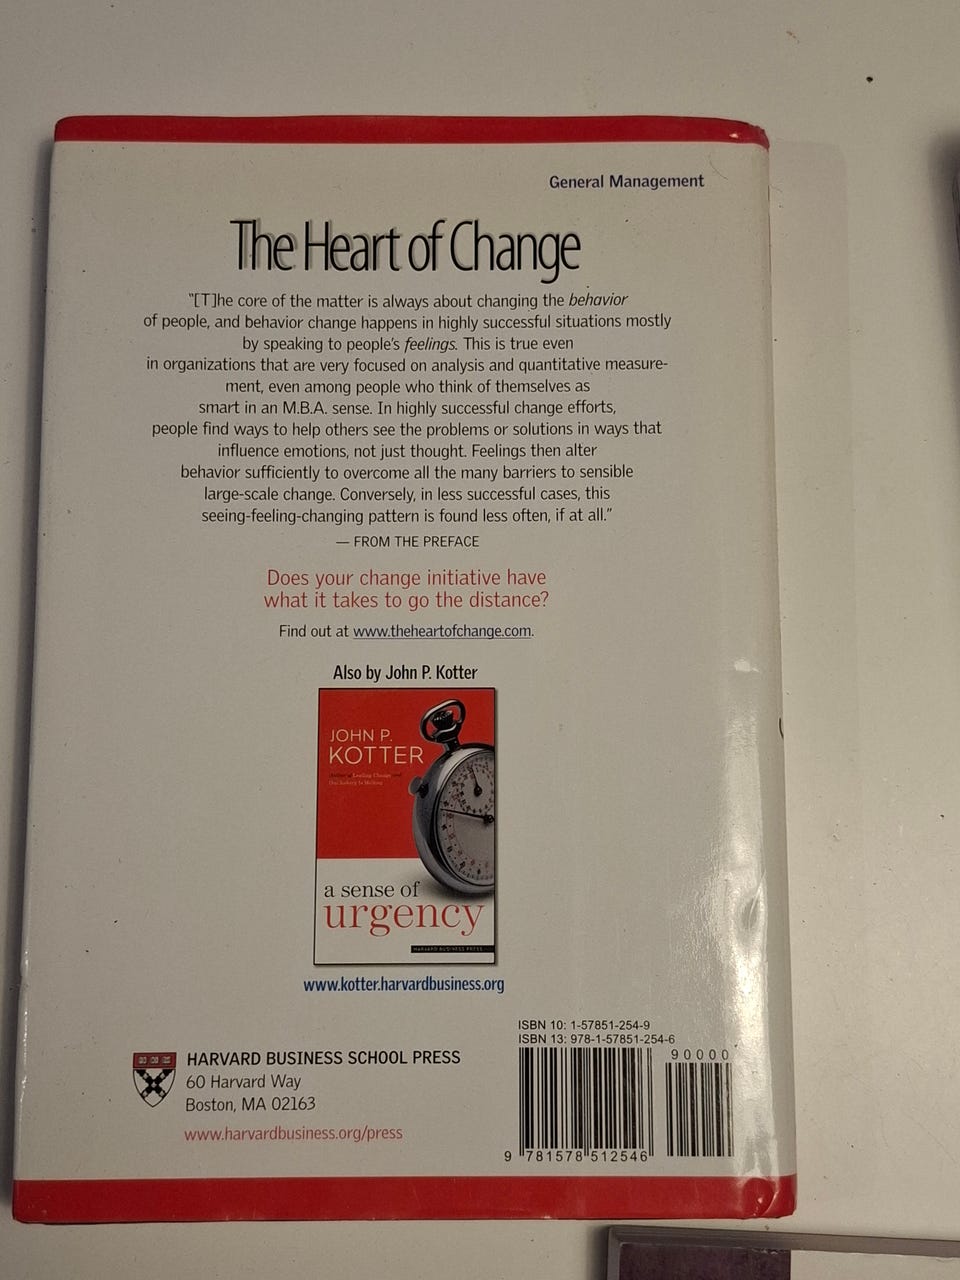 General Management
The Heart of Change
"[T]he core of the matter is always about changing the behavior
of people, and behavior change happens in highly successful situations mostly
by speaking to people's feelings. This is true even
in organizations that are very focused on analysis and quantitative measure-
ment, even among people who think of themselves as
smart in an M.B.A. sense. In highly successful change efforts,
people find ways to help others see the problems or solutions in ways that
influence emotions, not just thought. Feelings then alter
behavior sufficiently to overcome all the many barriers to sensible
large-scale change. Conversely, in less successful cases, this
seeing-feeling-changing pattern is found less often, if at all."
— FROM THE PREFACE
Does your change initiative have
what it takes to go the distance?
Find out at www.theheartofchange.com.
Also by John P. Kotter
JOHN P.
KOTTER
Author of Leading Change and
Our Iceberg Is Melting
a sense of
urgency
HARVARD BUSINESS PRESS
www.kotter.harvardbusiness.org
HARVARD BUSINESS SCHOOL PRESS
60 Harvard Way
Boston, MA 02163
www.harvardbusiness.org/press
ISBN 10: 1-57851-254-9
ISBN 13: 978-1-57851-254-6
90000
9 781578 512546